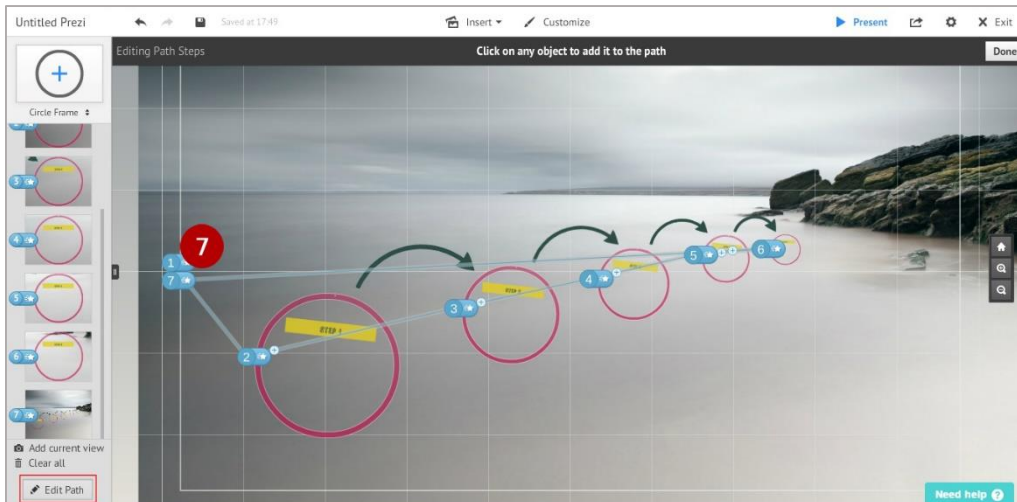 Untitled Prezi
Saved at 17:49
Insert
Customize
Present
Exit
Editing Path Steps
Click on any object to add it to the path
Done
Circle Frame
3
4
5
6
7
Add current view
Clear all
Edit Path
7
1
7
2
3
4
5
6
STEP 1
Need help ?